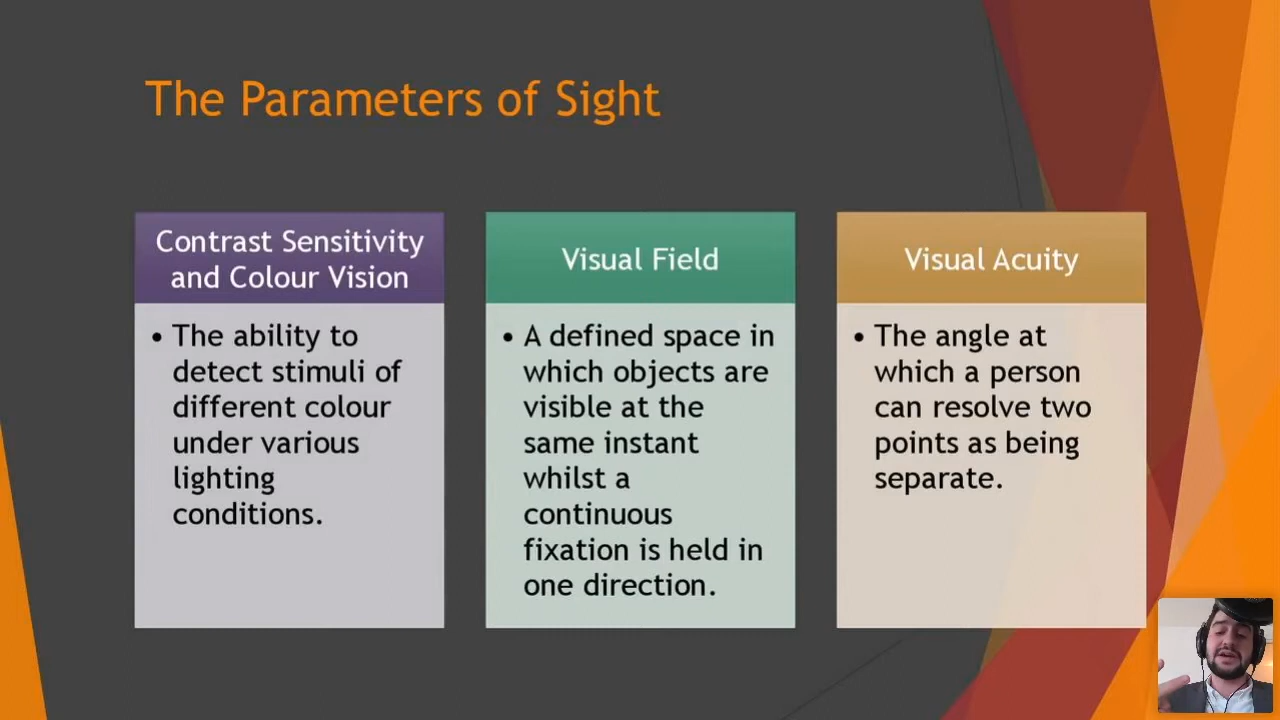 The Parameters of Sight
Contrast Sensitivity
and Colour Vision
• The ability to
detect stimuli of
different colour
under various
lighting
conditions.
Visual Field
• A defined space in
which objects are
visible at the
same instant
whilst a
continuous
fixation is held in
one direction.
Visual Acuity
• The angle at
which a person
can resolve two
points as being
separate.